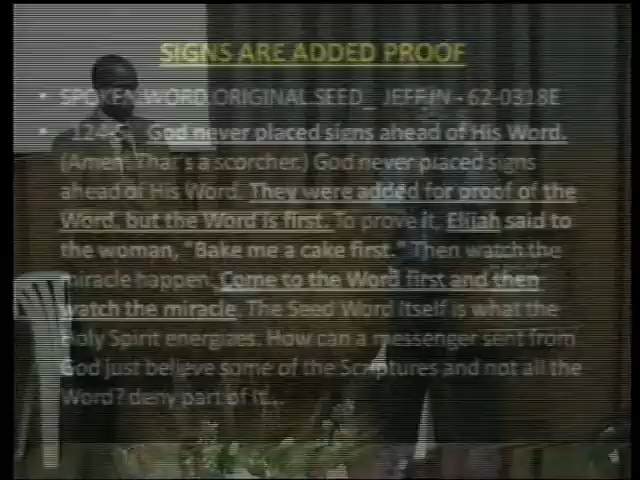 SIGNS ARE ADDED PROOF
• SPOKEN.WORD.ORIGINAL.SEED_ JEFF.IN - 62-0318E
• God never placed signs ahead of His Word.
(Amen. That's a scorcher.) God never placed signs
ahead of His Word. They were added for proof of the
Word, but the Word is first. To prove it, Elijah said to
the woman, "Bake me a cake first." Then watch the
miracle happen. Come to the Word first and then
watch the miracle. The Seed Word itself is what the
Holy Spirit energizes. How can a messenger sent from
God just believe some of the Scriptures and not all the
Word? deny part of it...